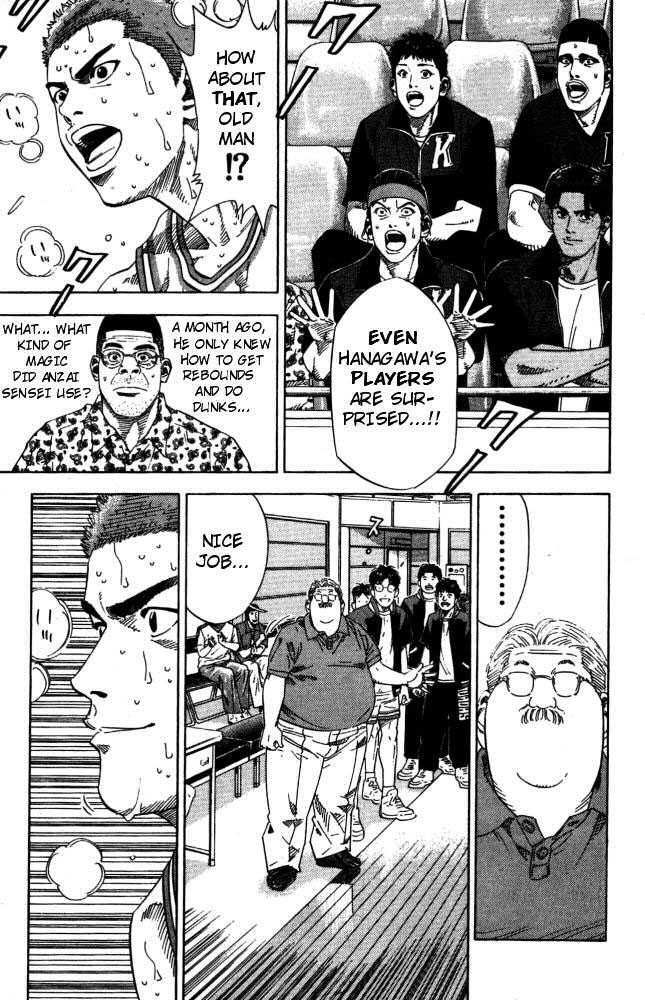 EVEN
HANAGAWA'S
PLAYERS
ARE SUR-
PRISED...!!
K
K
HOW
ABOUT
THAT,
OLD
MAN
!?
A MONTH AGO,
HE ONLY KNEW
HOW TO GET
REBOUNDS
AND DO
DUNKS...
WHAT... WHAT
KIND OF
MAGIC
DID ANZAI
SENSEI USE?
.........
NICE
JOB...
ス